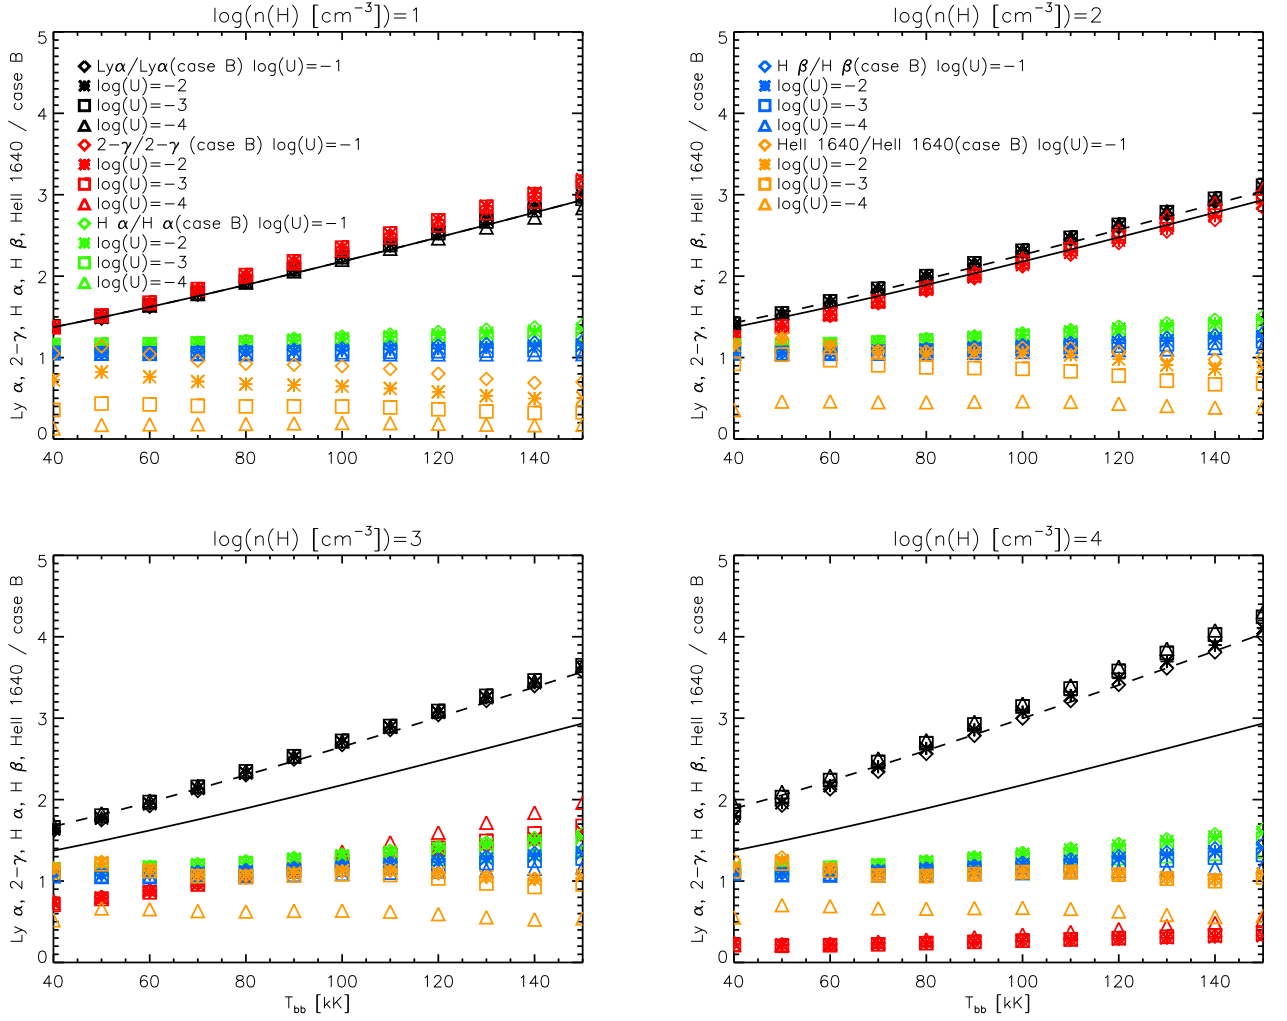 log(n(H) [cm⁻³])=1
Ly α, 2−γ, H α, H β, HeII 1640 / case B
5
4
3
2
1
0
Lyα/Lyα(case B) log(U)=−1
log(U)=−2
log(U)=−3
log(U)=−4
2−γ/2−γ (case B) log(U)=−1
log(U)=−2
log(U)=−3
log(U)=−4
H α/H α(case B) log(U)=−1
log(U)=−2
log(U)=−3
log(U)=−4
40 60 80 100 120 140
log(n(H) [cm⁻³])=2
Ly α, 2−γ, H α, H β, HeII 1640 / case B
5
4
3
2
1
0
H β/H β(case B) log(U)=−1
log(U)=−2
log(U)=−3
log(U)=−4
HeII 1640/HeII 1640(case B) log(U)=−1
log(U)=−2
log(U)=−3
log(U)=−4
40 60 80 100 120 140
log(n(H) [cm⁻³])=3
Ly α, 2−γ, H α, H β, HeII 1640 / case B
5
4
3
2
1
0
40 60 80 100 120 140
T_bb [kK]
log(n(H) [cm⁻³])=4
Ly α, 2−γ, H α, H β, HeII 1640 / case B
5
4
3
2
1
0
40 60 80 100 120 140
T_bb [kK]